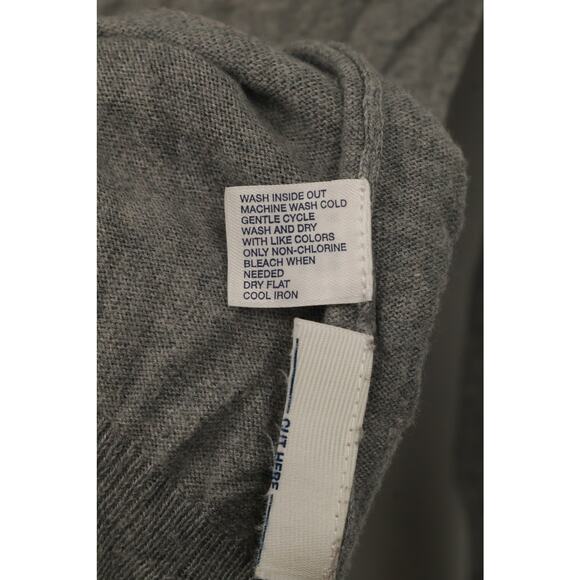 WASH INSIDE OUT
MACHINE WASH COLD
GENTLE CYCLE
WASH AND DRY
WITH LIKE COLORS
ONLY NON-CHLORINE
BLEACH WHEN
NEEDED
DRY FLAT
COOL IRON
CUT HERE